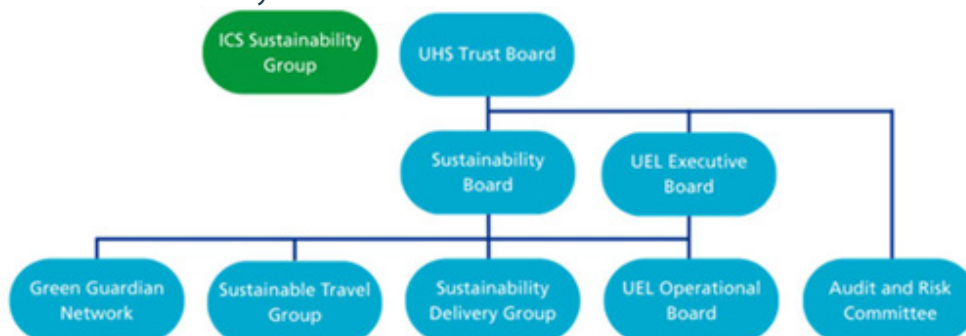 ICS Sustainability
Group
UHS Trust Board
Sustainability
Board
UEL Executive
Board
Green Guardian
Network
Sustainable Travel
Group
Sustainability
Delivery Group
UEL Operational
Board
Audit and Risk
Committee